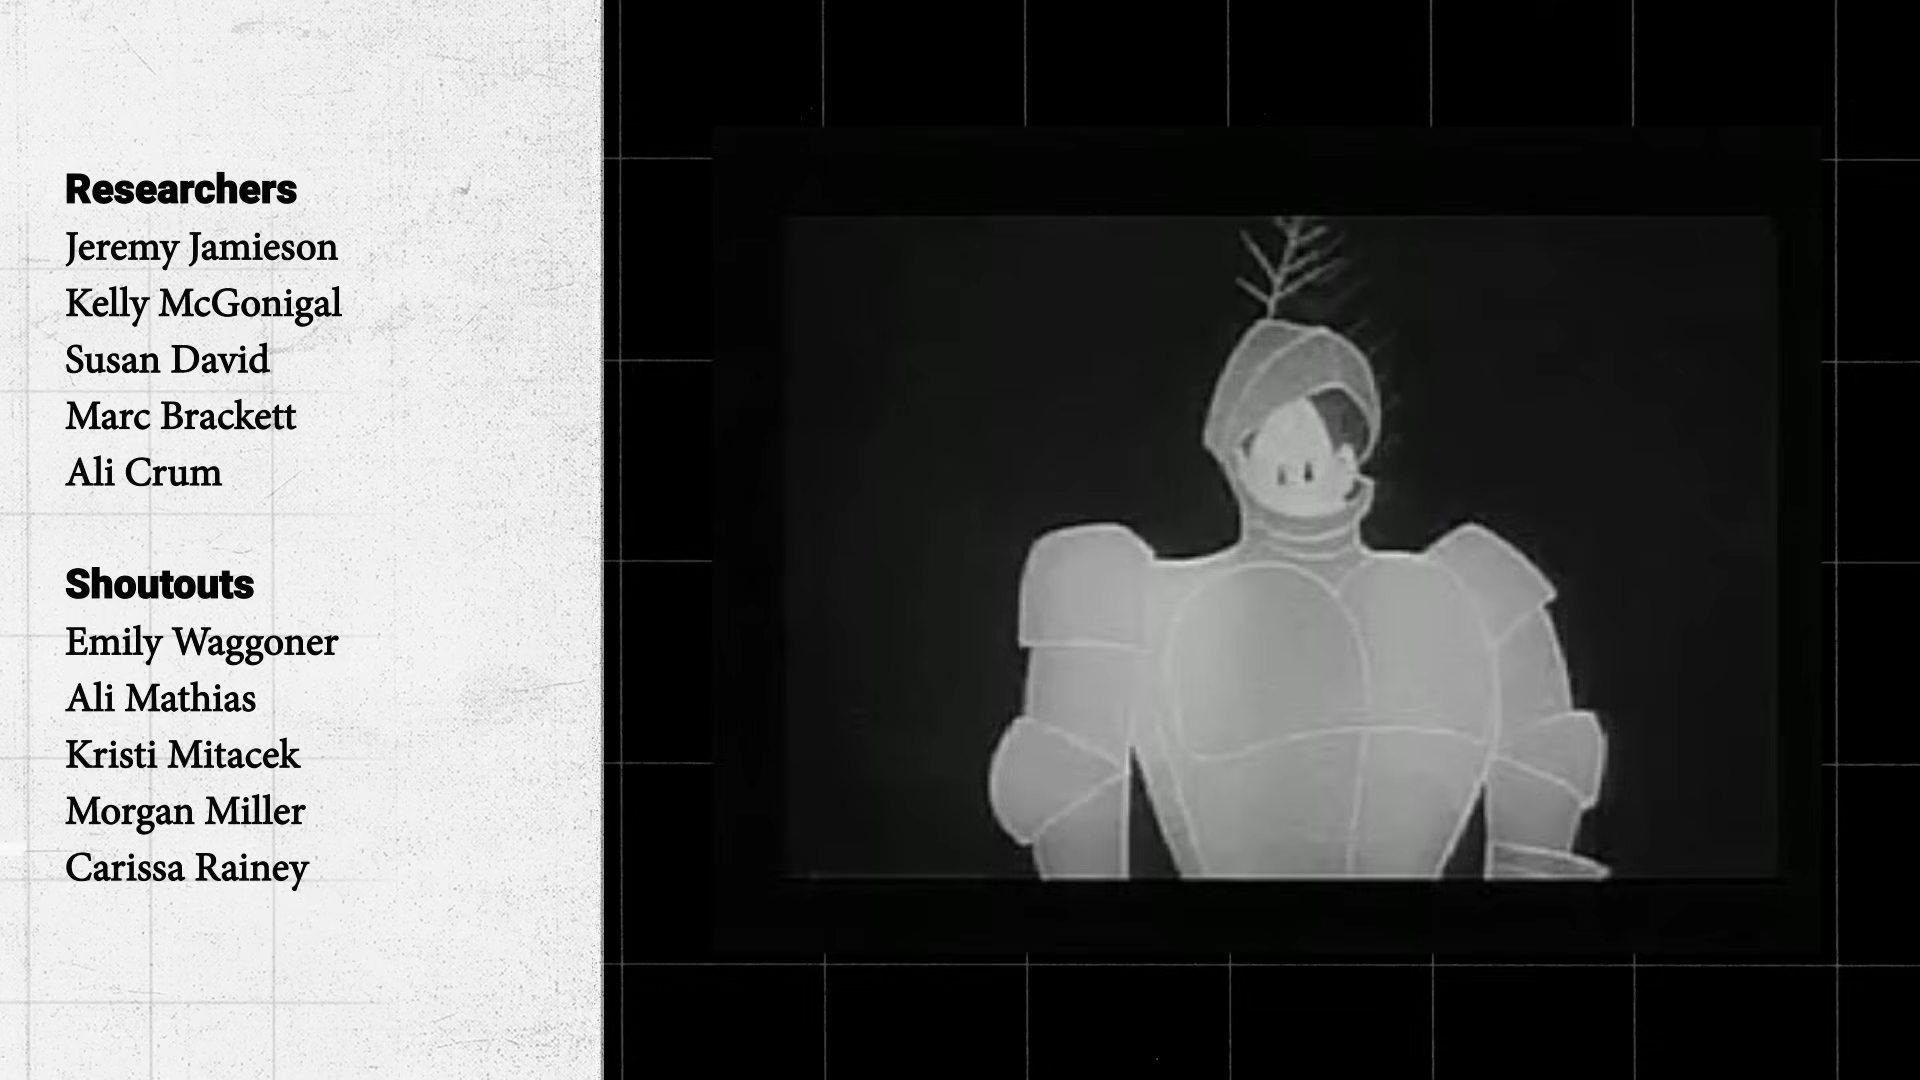 Researchers
Jeremy Jamieson
Kelly McGonigal
Susan David
Marc Brackett
Ali Crum
Shoutouts
Emily Waggoner
Ali Mathias
Kristi Mitacek
Morgan Miller
Carissa Rainey